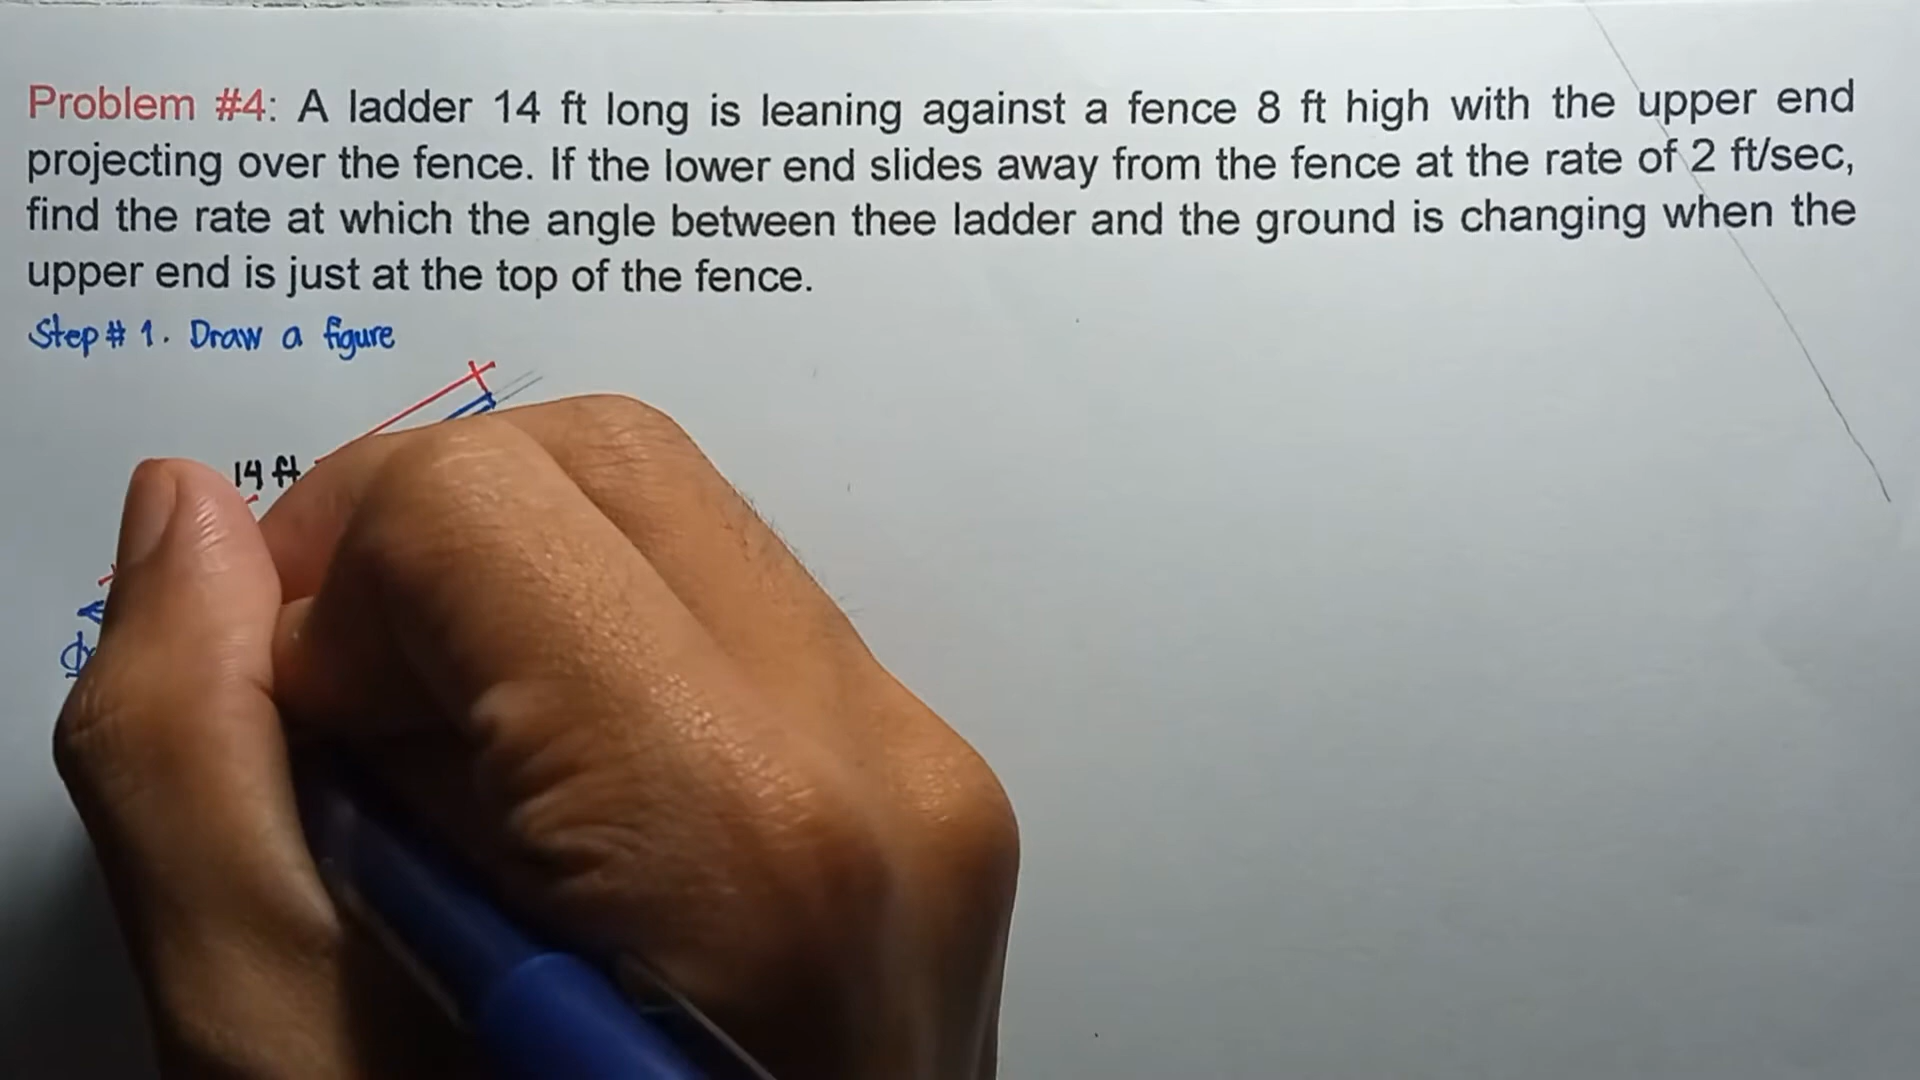 Problem #4: A ladder 14 ft long is leaning against a fence 8 ft high with the upper end
projecting over the fence. If the lower end slides away from the fence at the rate of 2 ft/sec,
find the rate at which the angle between thee ladder and the ground is changing when the
upper end is just at the top of the fence.
Step # 1. Draw a figure
14 ft